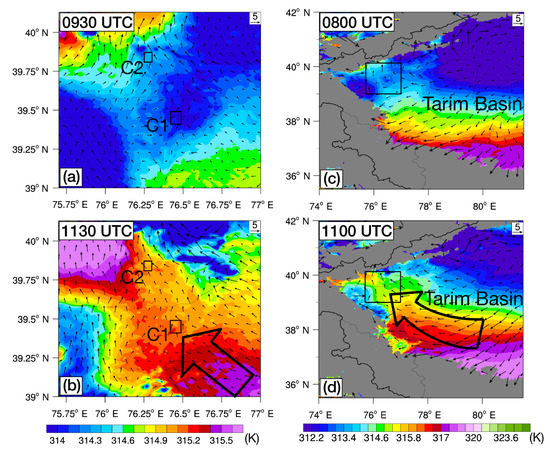 0930 UTC
5
40° N
39.75° N
39.5° N
39.25° N
39° N
C2
C1
(a)
75.75° E 76° E 76.25° E 76.5° E 76.75° E 77° E
0800 UTC
5
42° N
40° N
38° N
36° N
Tarim Basin
(c)
74° E 76° E 78° E 80° E
1130 UTC
5
40° N
39.75° N
39.5° N
39.25° N
39° N
C2
C1
(b)
75.75° E 76° E 76.25° E 76.5° E 76.75° E 77° E
1100 UTC
5
42° N
40° N
38° N
36° N
Tarim Basin
(d)
74° E 76° E 78° E 80° E
314 314.3 314.6 314.9 315.2 315.5 (K)
312.2 313.4 314.6 315.8 317 320 323.6 (K)